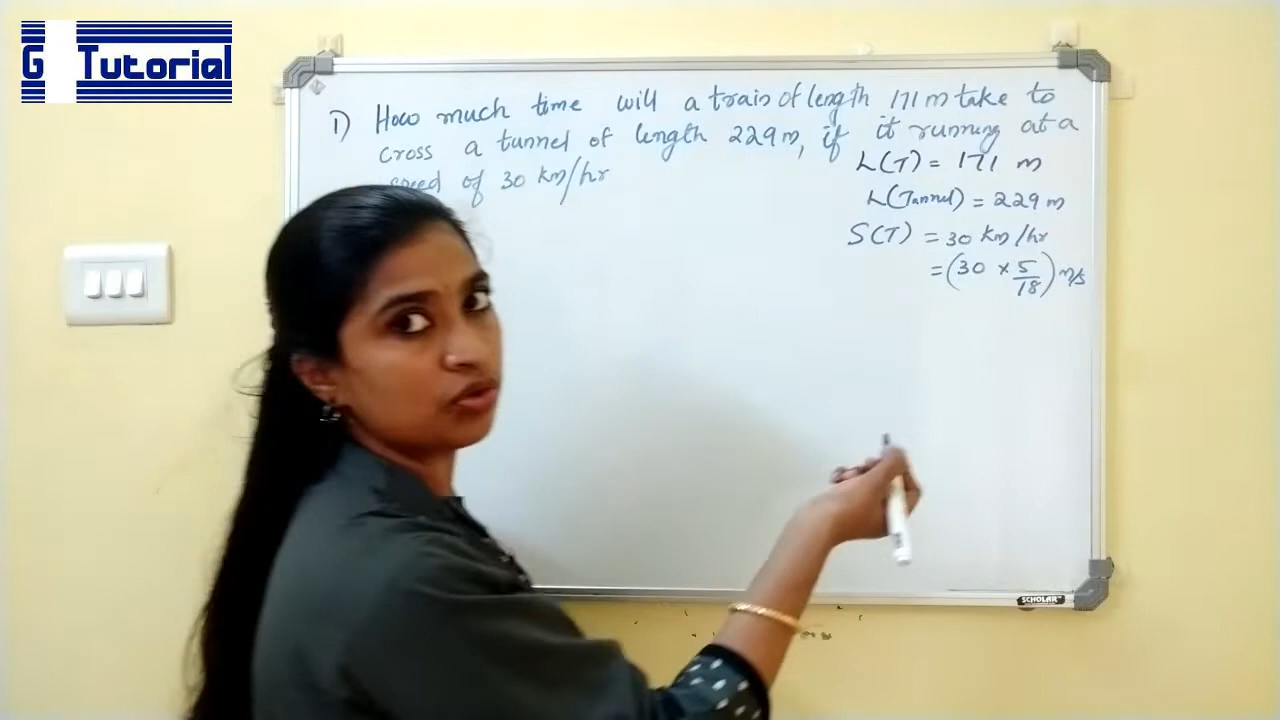 G Tutorial
1) How much time will a train of length 171 m take to
cross a tunnel of length 229 m, if it running at a
speed of 30 km/hr
L(T) = 171 m
L(Tunnel) = 229 m
S(T) = 30 km/hr
= (30 × 5/18) m/s
SCHOLAR